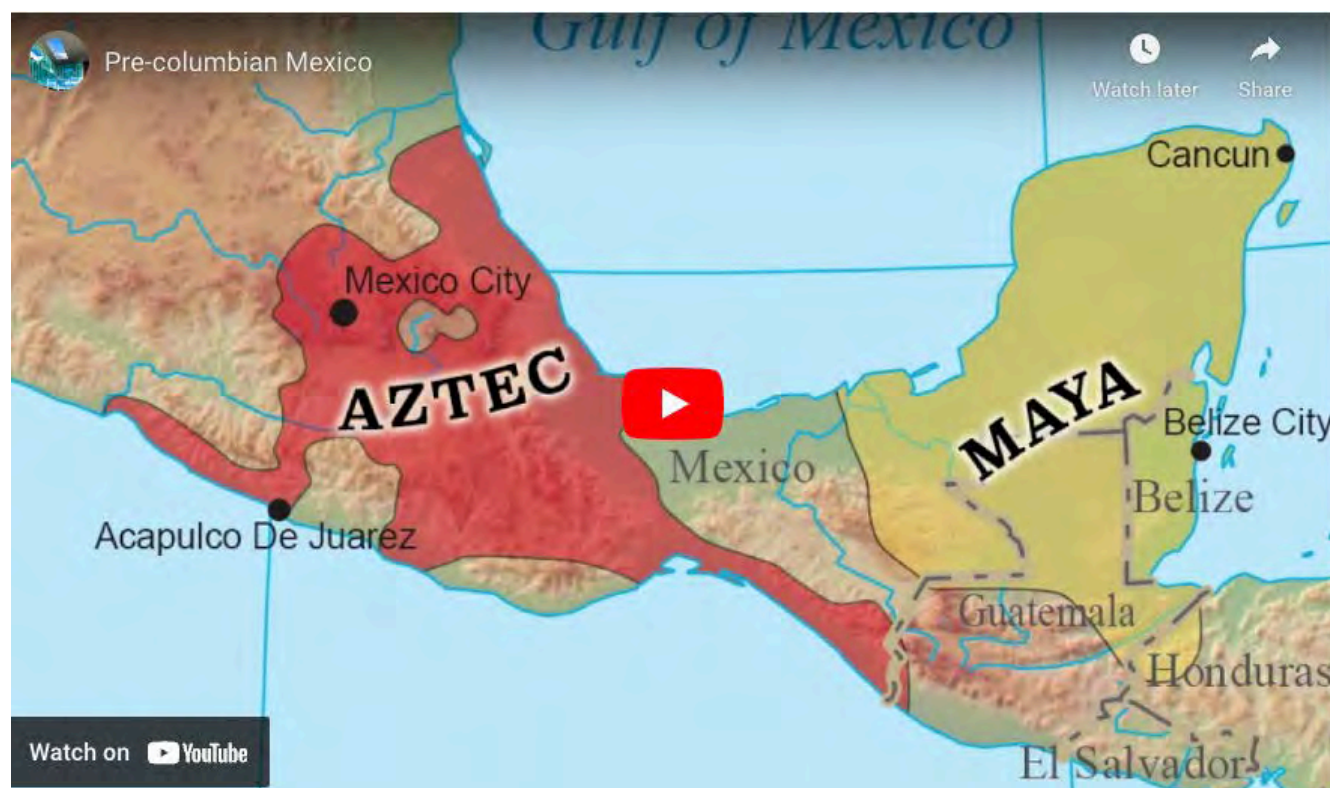 Gulf of Mexico
Pre-columbian Mexico
Watch later
Share
Cancun
Mexico City
AZTEC
MAYA
Belize City
Mexico
Belize
Acapulco De Juarez
Guatemala
Honduras
El Salvador
Watch on YouTube